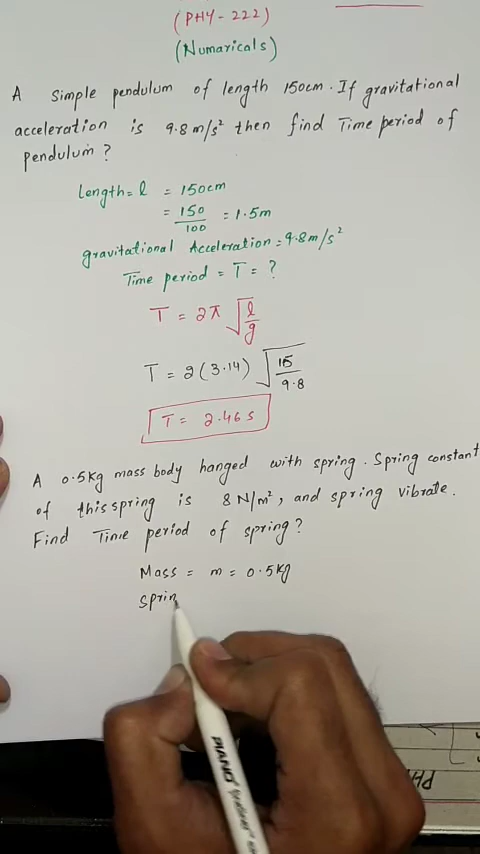 (PHY-222)
(Numaricals)
A Simple pendulum of length 150cm. If gravitational
acceleration is 9.8 m/s² then find Time period of
pendulum?
Length = l = 150cm
= 150/100 = 1.5m
gravitational Acceleration = 9.8m/s²
Time period = T = ?
T = 2π √l/g
T = 2(3.14) √15/9.8
T = 2.46 s
A 0.5Kg mass body hanged with spring. Spring constant
of this spring is 8 N/m², and spring vibrate.
Find Time period of spring?
Mass = m = 0.5kg
Sprin
PIANO